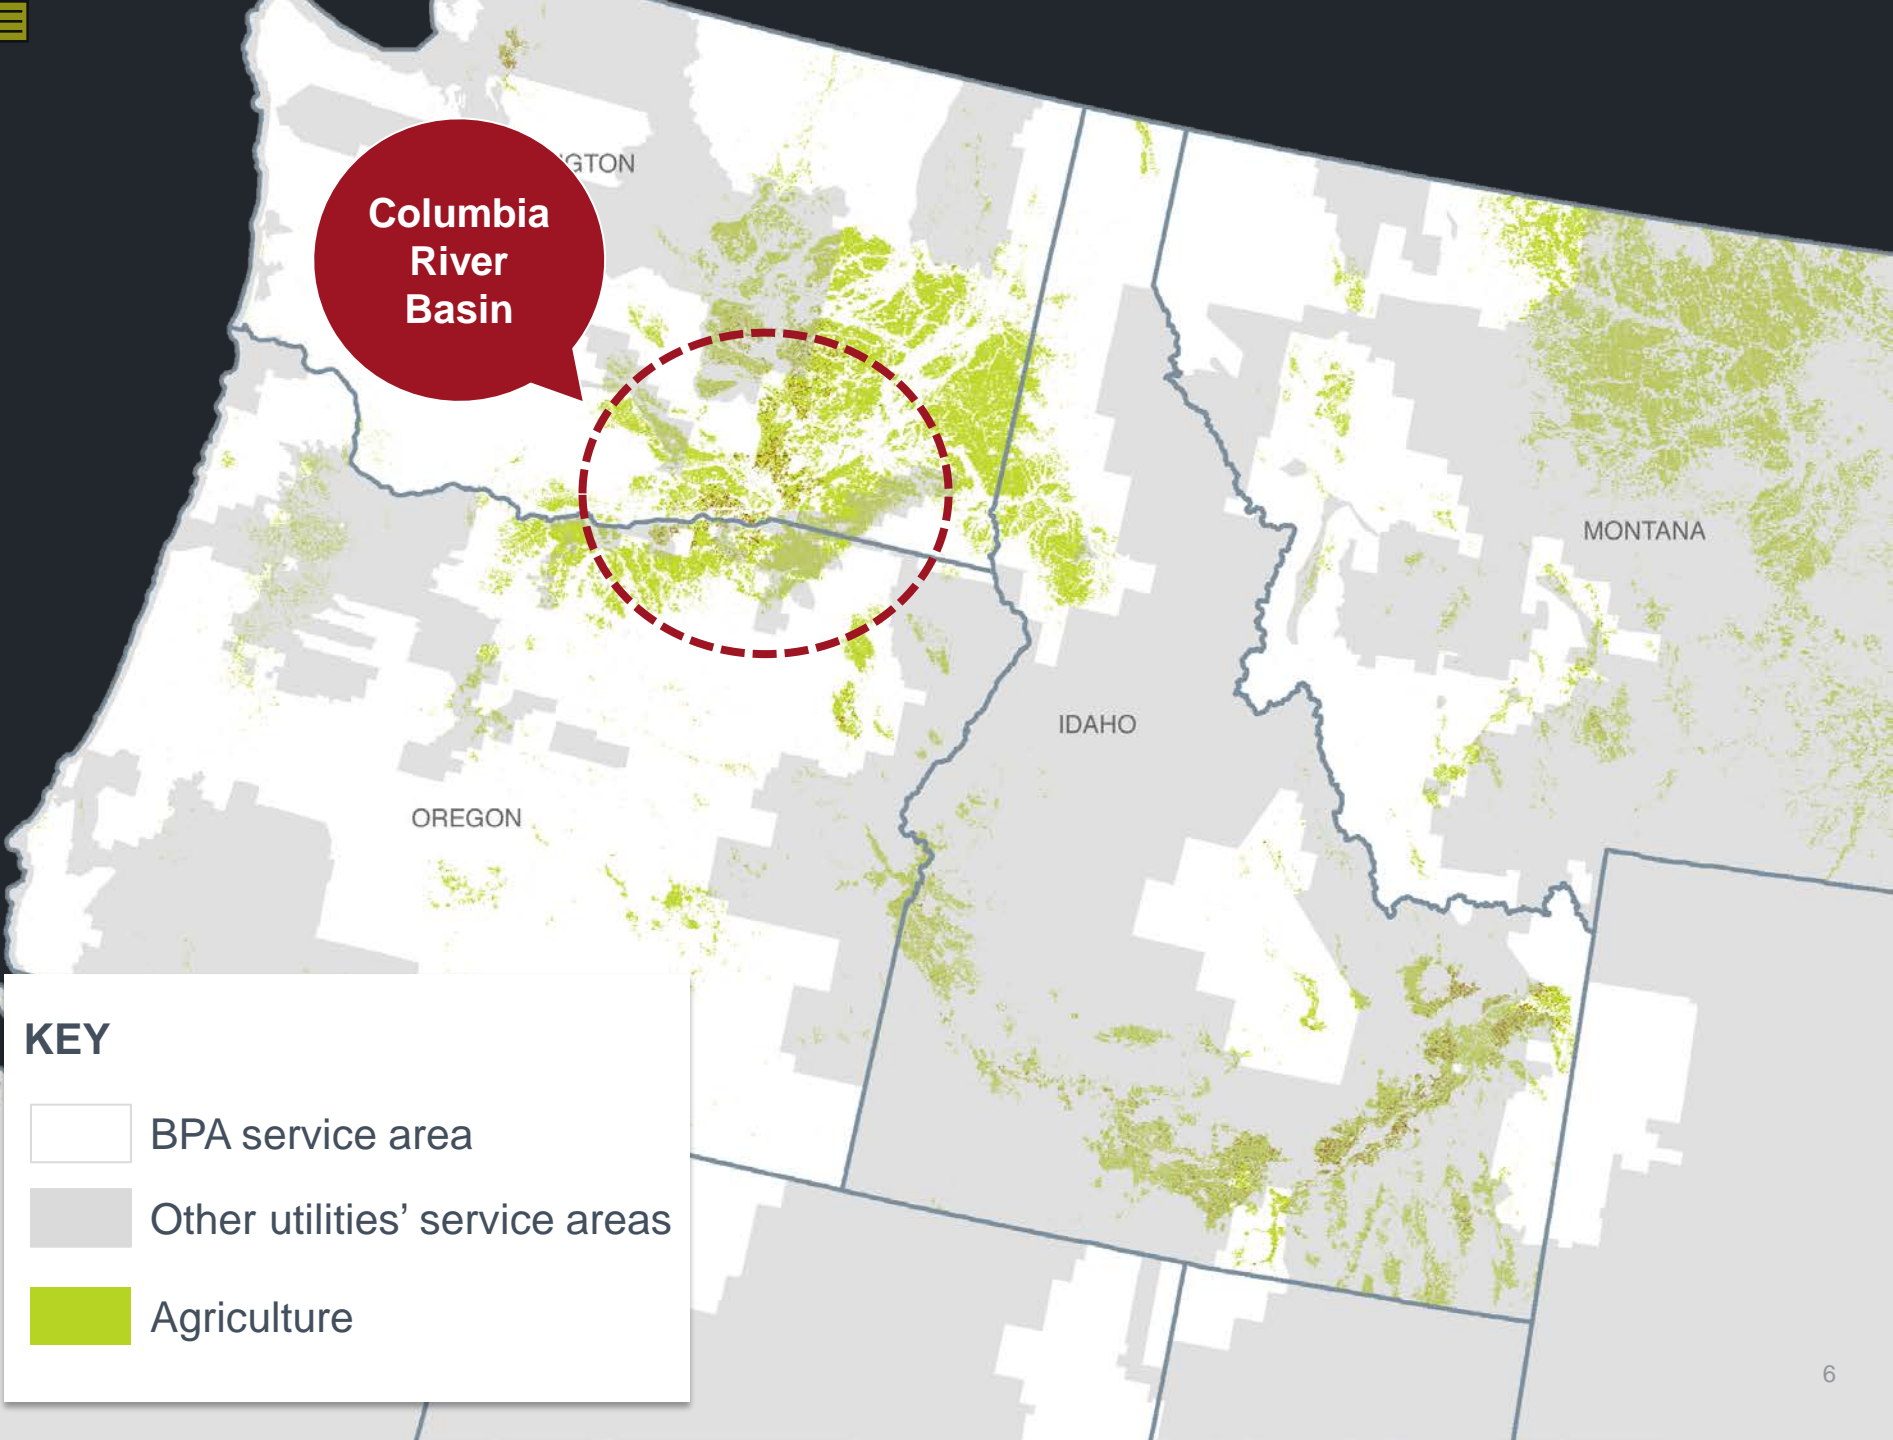 GTON
Columbia
River
Basin
MONTANA
IDAHO
OREGON
KEY
BPA service area
Other utilities’ service areas
Agriculture
6